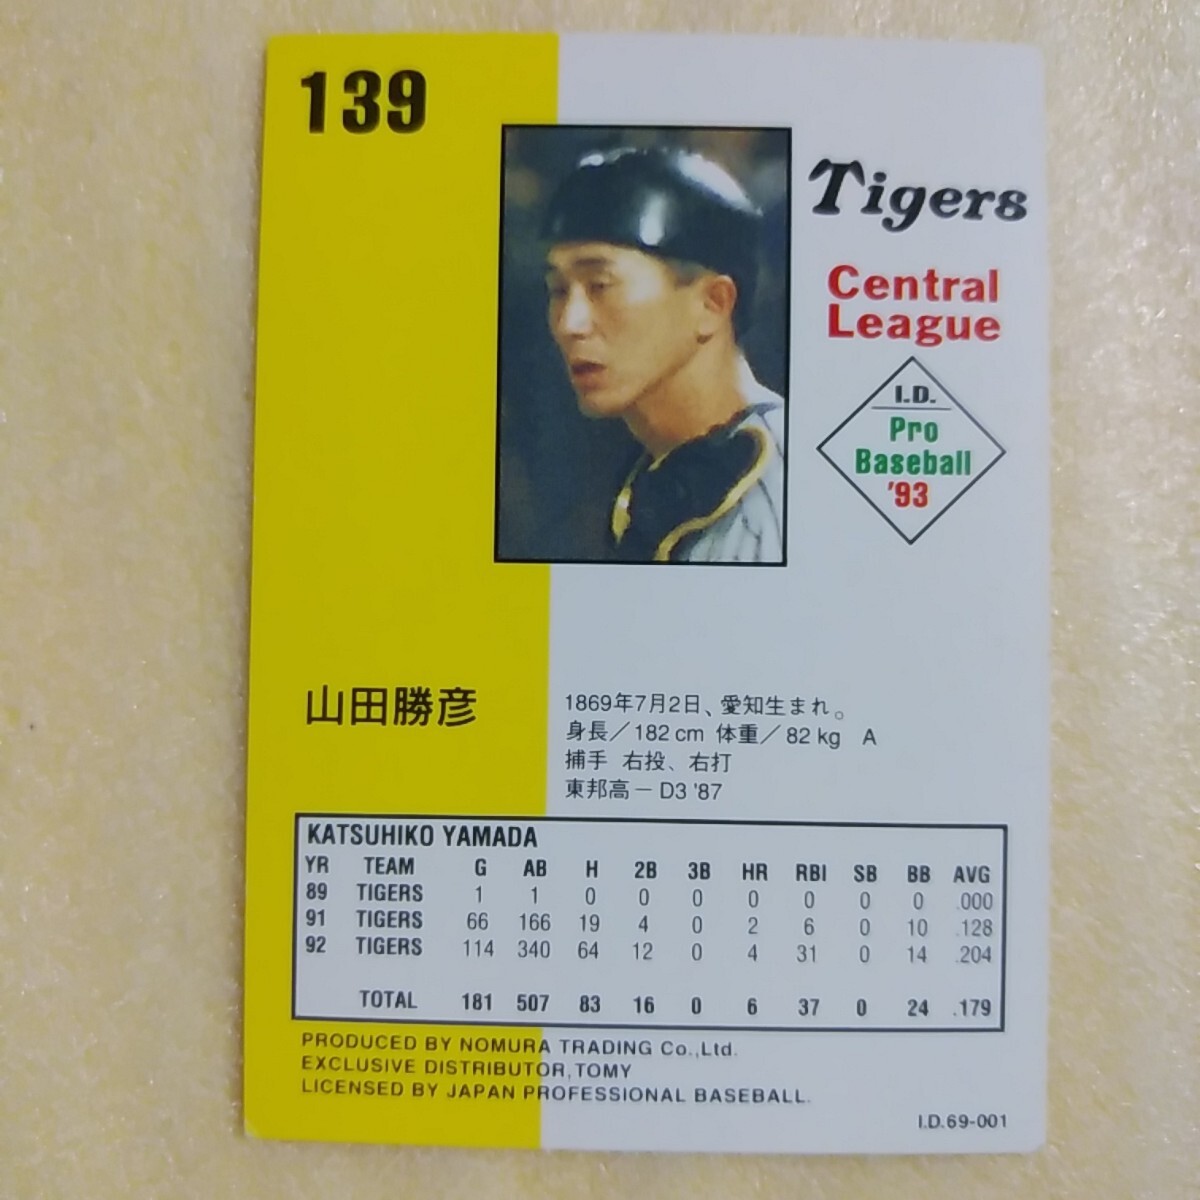 139
Tigers
Central
League
I.D.
Pro
Baseball
'93
山田勝彦
1869年7月2日、愛知生まれ。
身長／182cm 体重／82kg A
捕手 右投、右打
東邦高－D3 '87
KATSUHIKO YAMADA
YR TEAM G AB H 2B 3B HR RBI SB BB AVG
89 TIGERS 1 1 0 0 0 0 0 0 0 .000
91 TIGERS 66 166 19 4 0 2 6 0 10 .128
92 TIGERS 114 340 64 12 0 4 31 0 14 .204
TOTAL 181 507 83 16 0 6 37 0 24 .179
PRODUCED BY NOMURA TRADING Co.,Ltd.
EXCLUSIVE DISTRIBUTOR,TOMY
LICENSED BY JAPAN PROFESSIONAL BASEBALL.
I.D.69-001